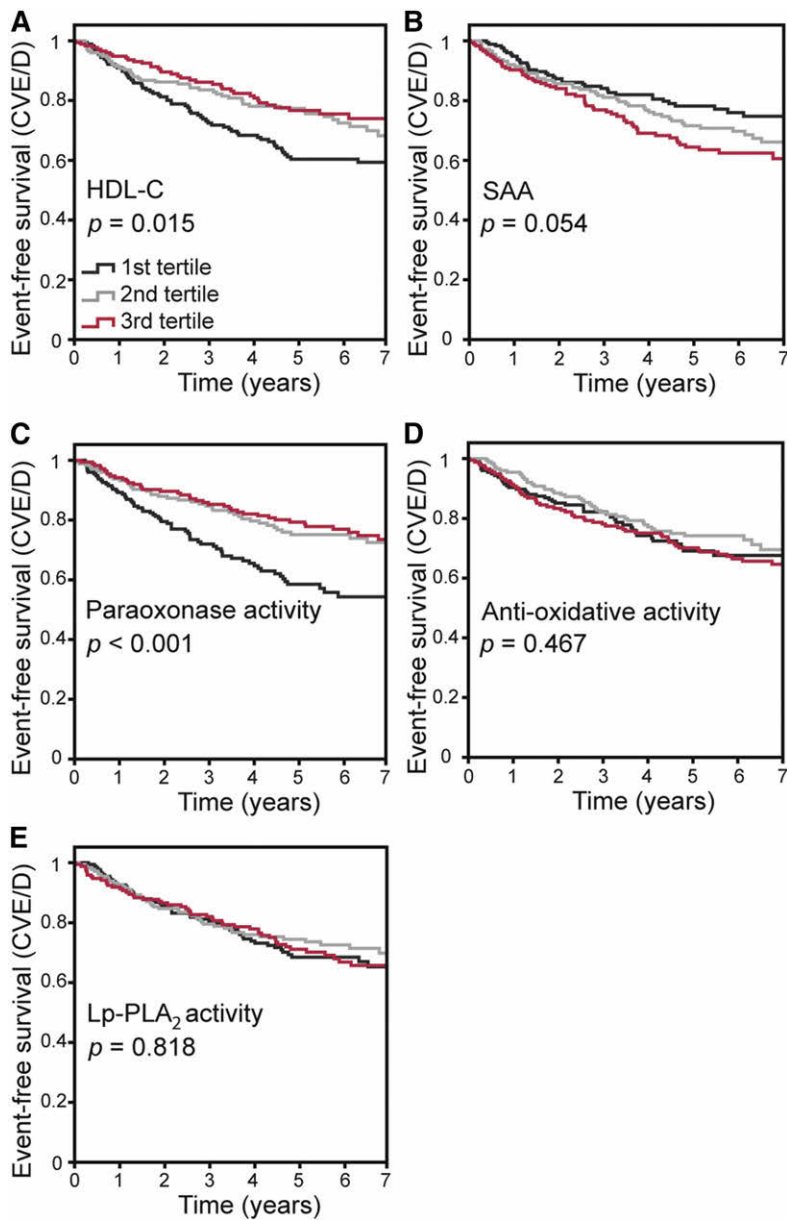 A
Event-free survival (CVE/D)
1
0.8
0.6
0.4
0.2
0
HDL-C
p = 0.015
1st tertile
2nd tertile
3rd tertile
0 1 2 3 4 5 6 7
Time (years)
B
Event-free survival (CVE/D)
1
0.8
0.6
0.4
0.2
0
SAA
p = 0.054
0 1 2 3 4 5 6 7
Time (years)
C
Event-free survival (CVE/D)
1
0.8
0.6
0.4
0.2
0
Paraoxonase activity
p < 0.001
0 1 2 3 4 5 6 7
Time (years)
D
Event-free survival (CVE/D)
1
0.8
0.6
0.4
0.2
0
Anti-oxidative activity
p = 0.467
0 1 2 3 4 5 6 7
Time (years)
E
Event-free survival (CVE/D)
1
0.8
0.6
0.4
0.2
0
Lp-PLA₂ activity
p = 0.818
0 1 2 3 4 5 6 7
Time (years)